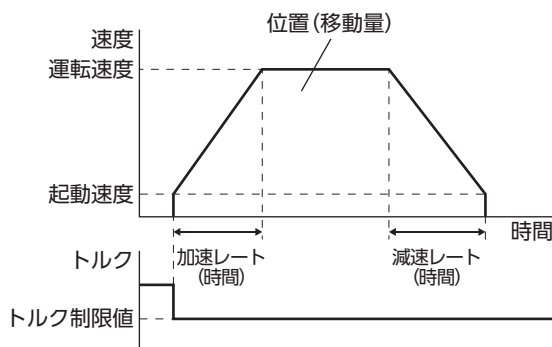 位置(移動量)
速度
運転速度
起動速度
時間
加速レート
(時間)
減速レート
(時間)
トルク
トルク制限値